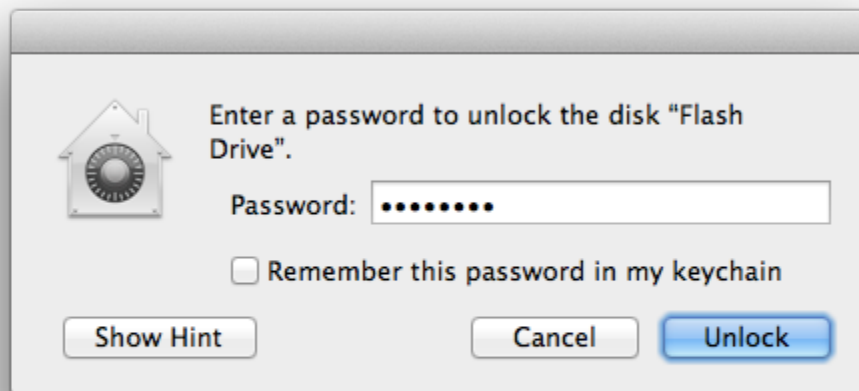 Enter a password to unlock the disk “Flash
Drive”.
Password: ••••••••
Remember this password in my keychain
Show Hint Cancel Unlock